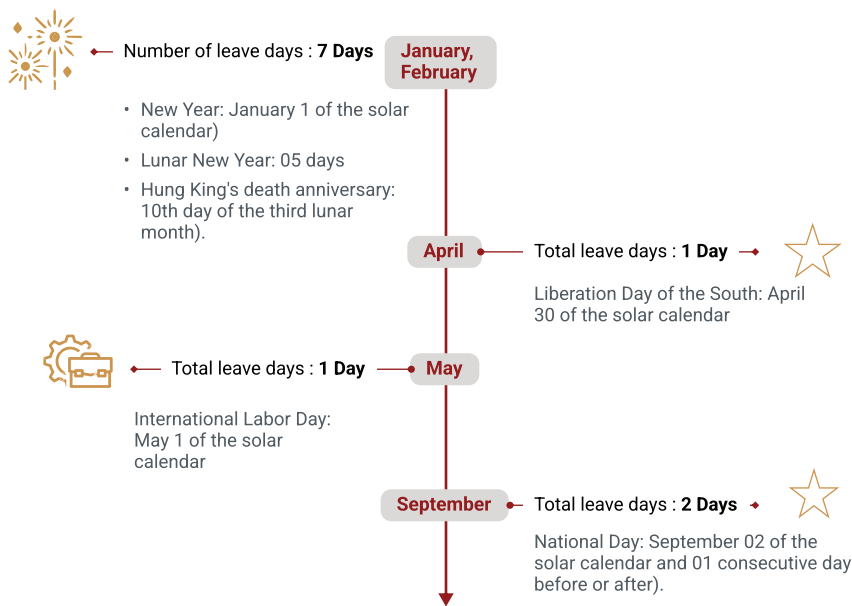 Number of leave days : 7 Days
January,
February
• New Year: January 1 of the solar
calendar)
• Lunar New Year: 05 days
• Hung King's death anniversary:
10th day of the third lunar
month).
April
Total leave days : 1 Day
Liberation Day of the South: April
30 of the solar calendar
Total leave days : 1 Day
May
International Labor Day:
May 1 of the solar
calendar
September
Total leave days : 2 Days
National Day: September 02 of the
solar calendar and 01 consecutive day
before or after).